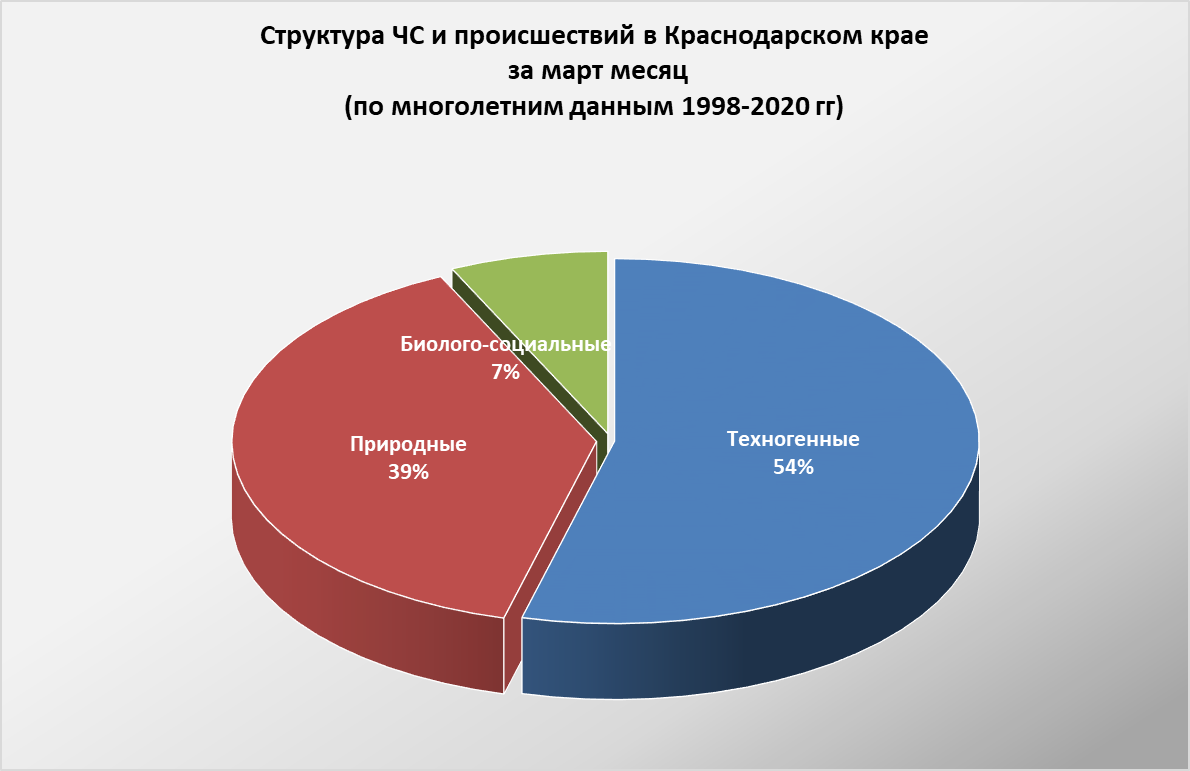 Структура ЧС и происшествий в Краснодарском крае
за март месяц
(по многолетним данным 1998-2020 гг)
Биолого-социальные
7%
Природные
39%
Техногенные
54%